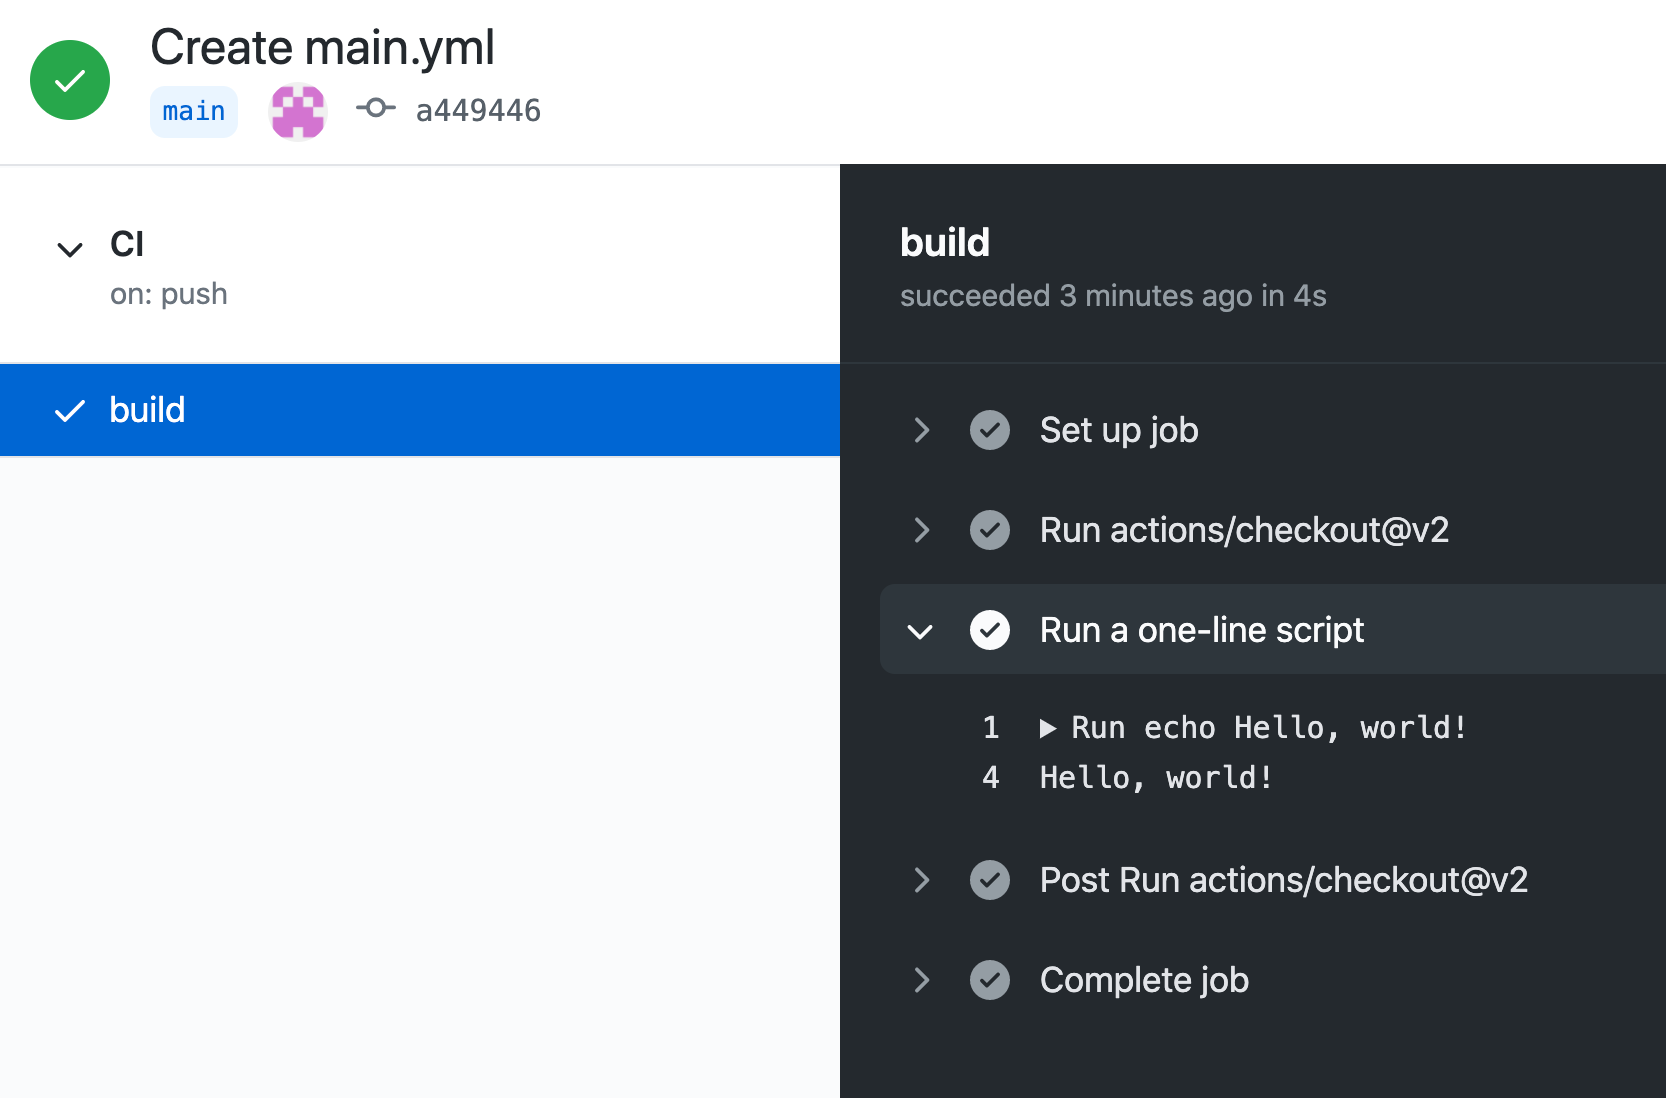 Create main.yml
main a449446
CI
on: push
build
build
succeeded 3 minutes ago in 4s
Set up job
Run actions/checkout@v2
Run a one-line script
1 ▶ Run echo Hello, world!
4 Hello, world!
Post Run actions/checkout@v2
Complete job